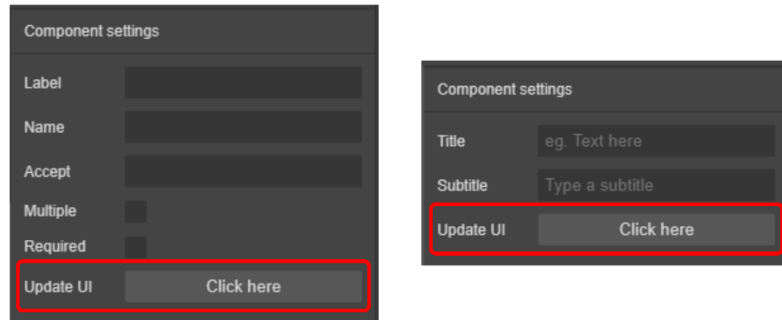 Component settings
Label
Name
Accept
Multiple
Required
Update UI Click here
Component settings
Title eg. Text here
Subtitle Type a subtitle
Update UI Click here